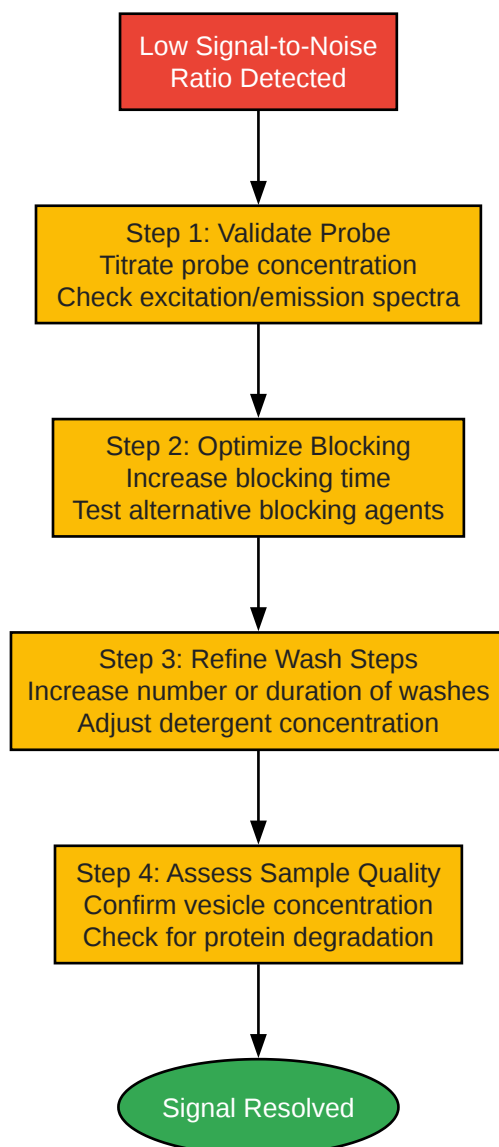 Low Signal-to-Noise
Ratio Detected
Step 1: Validate Probe
Titrate probe concentration
Check excitation/emission spectra
Step 2: Optimize Blocking
Increase blocking time
Test alternative blocking agents
Step 3: Refine Wash Steps
Increase number or duration of washes
Adjust detergent concentration
Step 4: Assess Sample Quality
Confirm vesicle concentration
Check for protein degradation
Signal Resolved